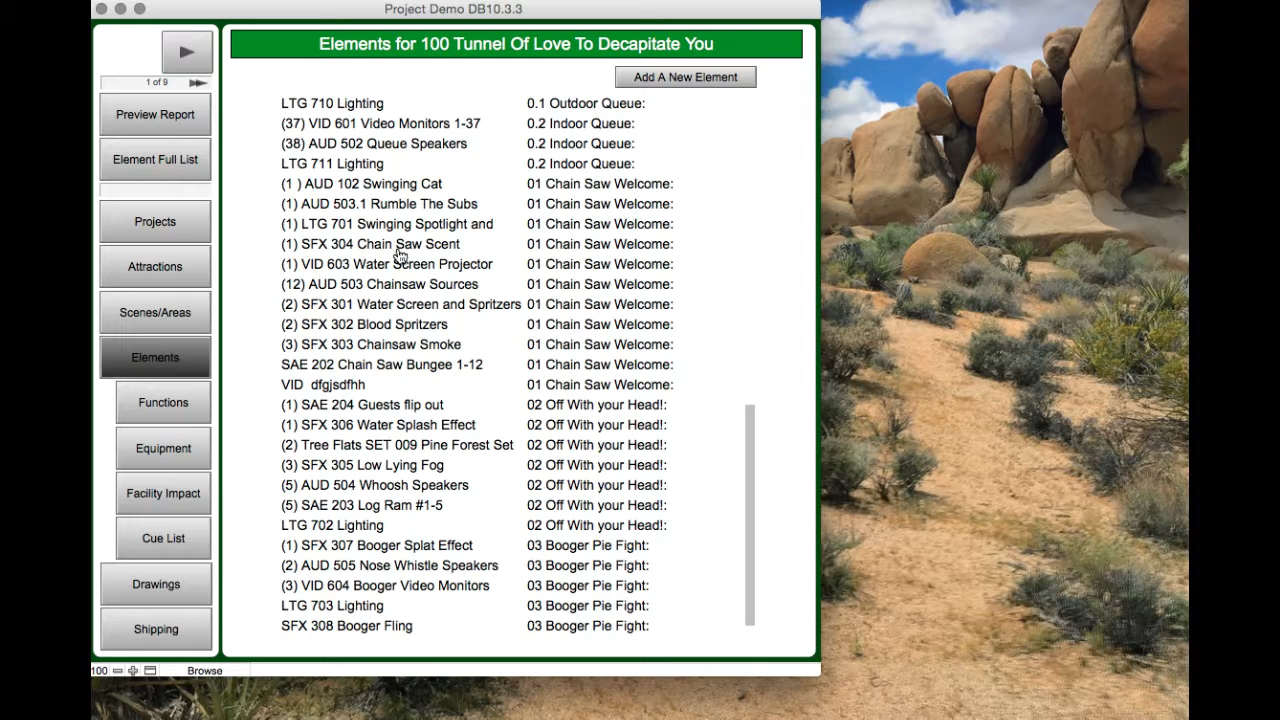 Project Demo DB10.3.3
Elements for 100 Tunnel Of Love To Decapitate You
1 of 9
Add A New Element
Preview Report
Element Full List
Projects
Attractions
Scenes/Areas
Elements
Functions
Equipment
Facility Impact
Cue List
Drawings
Shipping
LTG 710 Lighting 0.1 Outdoor Queue:
(37) VID 601 Video Monitors 1-37 0.2 Indoor Queue:
(38) AUD 502 Queue Speakers 0.2 Indoor Queue:
LTG 711 Lighting 0.2 Indoor Queue:
(1 ) AUD 102 Swinging Cat 01 Chain Saw Welcome:
(1) AUD 503.1 Rumble The Subs 01 Chain Saw Welcome:
(1) LTG 701 Swinging Spotlight and 01 Chain Saw Welcome:
(1) SFX 304 Chain Saw Scent 01 Chain Saw Welcome:
(1) VID 603 Water Screen Projector 01 Chain Saw Welcome:
(12) AUD 503 Chainsaw Sources 01 Chain Saw Welcome:
(2) SFX 301 Water Screen and Spritzers 01 Chain Saw Welcome:
(2) SFX 302 Blood Spritzers 01 Chain Saw Welcome:
(3) SFX 303 Chainsaw Smoke 01 Chain Saw Welcome:
SAE 202 Chain Saw Bungee 1-12 01 Chain Saw Welcome:
VID dfgjsdfhh 01 Chain Saw Welcome:
(1) SAE 204 Guests flip out 02 Off With your Head!:
(1) SFX 306 Water Splash Effect 02 Off With your Head!:
(2) Tree Flats SET 009 Pine Forest Set 02 Off With your Head!:
(3) SFX 305 Low Lying Fog 02 Off With your Head!:
(5) AUD 504 Whoosh Speakers 02 Off With your Head!:
(5) SAE 203 Log Ram #1-5 02 Off With your Head!:
LTG 702 Lighting 02 Off With your Head!:
(1) SFX 307 Booger Splat Effect 03 Booger Pie Fight:
(2) AUD 505 Nose Whistle Speakers 03 Booger Pie Fight:
(3) VID 604 Booger Video Monitors 03 Booger Pie Fight:
LTG 703 Lighting 03 Booger Pie Fight:
SFX 308 Booger Fling 03 Booger Pie Fight:
100 Browse